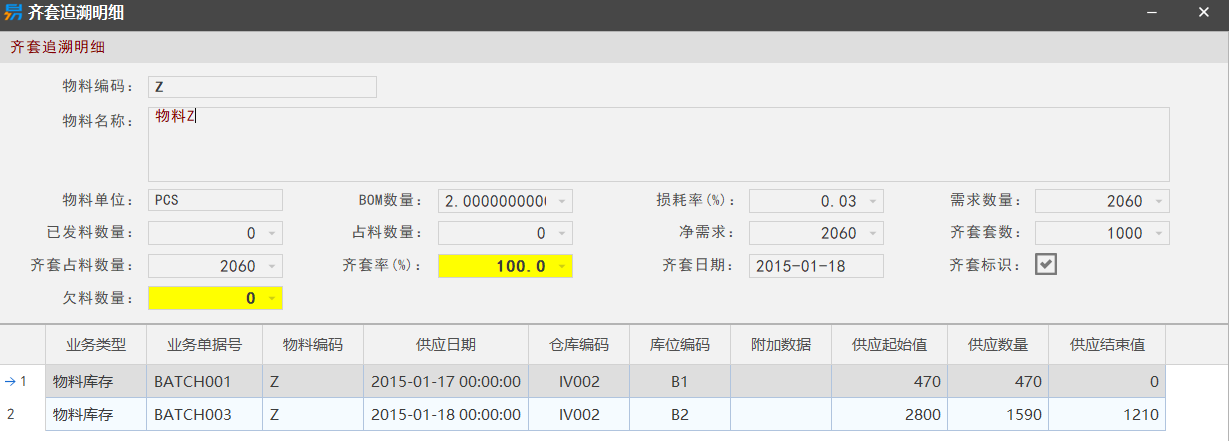 齐套追溯明细
齐套追溯明细
物料编码： Z
物料名称： 物料Z
物料单位： PCS BOM数量： 2.0000000000 损耗率(%)： 0.03 需求数量： 2060
已发料数量： 0 占料数量： 0 净需求： 2060 齐套套数： 1000
齐套占料数量： 2060 齐套率(%)： 100.0 齐套日期： 2015-01-18 齐套标识：
欠料数量： 0
业务类型 业务单据号 物料编码 供应日期 仓库编码 库位编码 附加数据 供应起始值 供应数量 供应结束值
1 物料库存 BATCH001 Z 2015-01-17 00:00:00 IV002 B1 470 470 0
2 物料库存 BATCH003 Z 2015-01-18 00:00:00 IV002 B2 2800 1590 1210